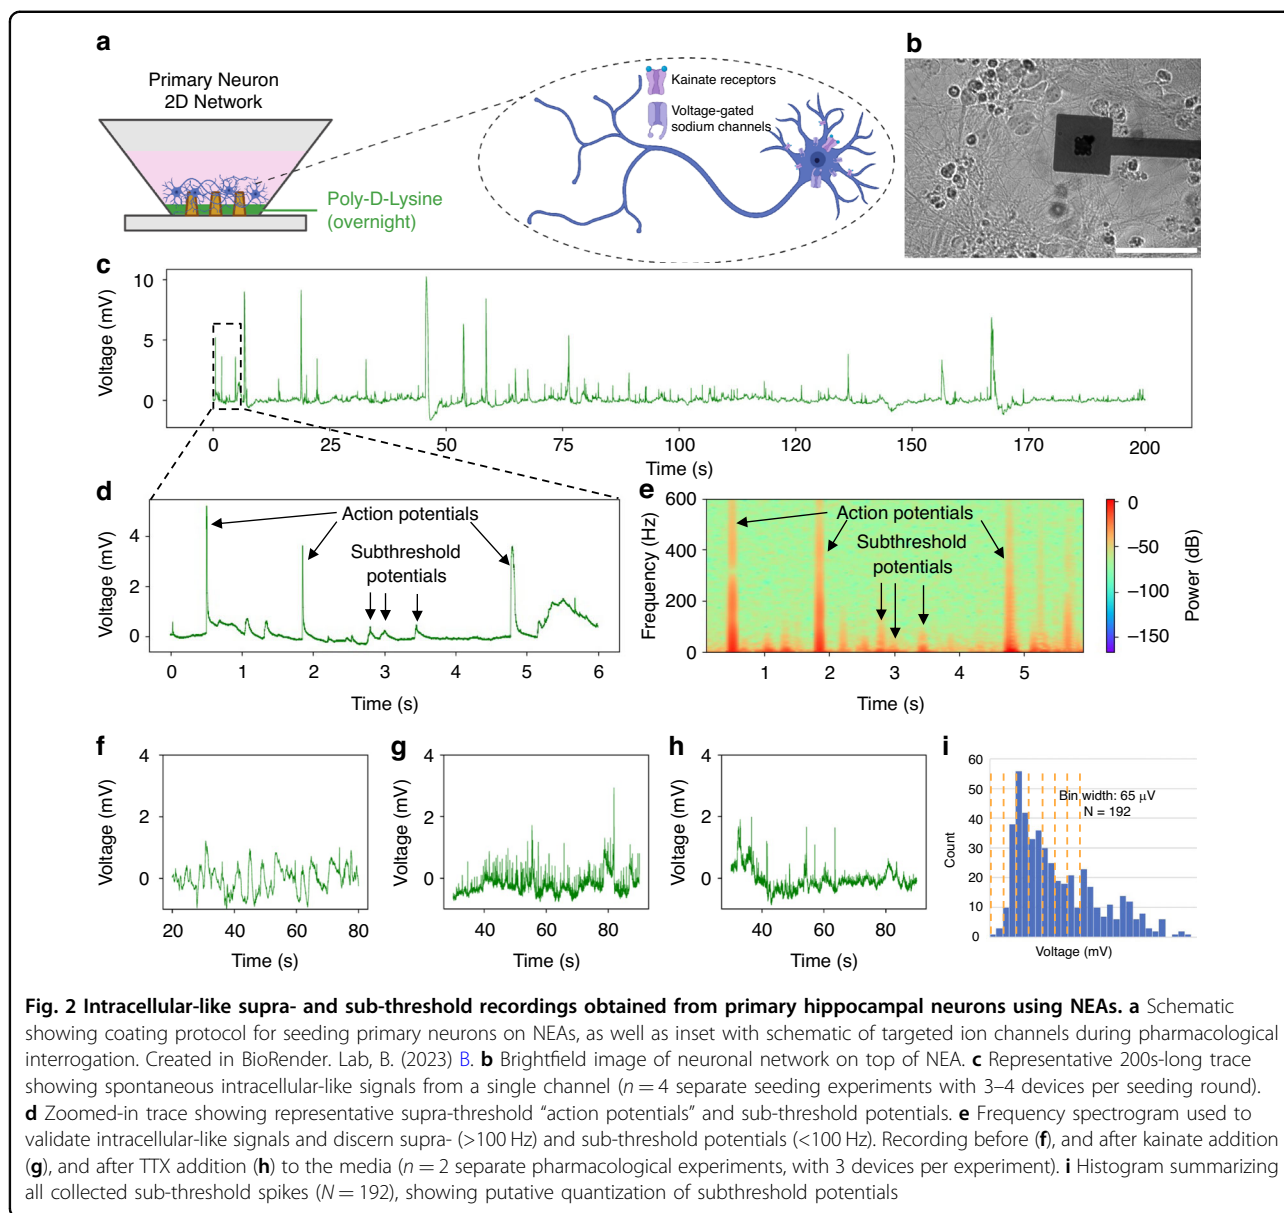 a
Primary Neuron
2D Network
Poly-D-Lysine
(overnight)
Kainate receptors
Voltage-gated
sodium channels
b
c
Voltage (mV)
10
5
0
0 25 50 75 100 120 150 170 200
Time (s)
d
Voltage (mV)
4
2
0
Action potentials
Subthreshold
potentials
0 1 2 3 4 5 6
Time (s)
e
Frequency (Hz)
600
400
200
0
Action potentials
Subthreshold
potentials
1 2 3 4 5
Time (s)
0
−50
−100
−150
Power (dB)
f
Voltage (mV)
4
2
0
20 40 60 80
Time (s)
g
Voltage (mV)
4
2
0
40 60 80
Time (s)
h
Voltage (mV)
4
2
0
40 60 80
Time (s)
i
Count
60
50
40
30
20
10
0
Bin width: 65 μV
N = 192
Voltage (mV)
Fig. 2 Intracellular-like supra- and sub-threshold recordings obtained from primary hippocampal neurons using NEAs. a Schematic
showing coating protocol for seeding primary neurons on NEAs, as well as inset with schematic of targeted ion channels during pharmacological
interrogation. Created in BioRender. Lab, B. (2023) B. b Brightfield image of neuronal network on top of NEA. c Representative 200s-long trace
showing spontaneous intracellular-like signals from a single channel (n = 4 separate seeding experiments with 3–4 devices per seeding round).
d Zoomed-in trace showing representative supra-threshold “action potentials” and sub-threshold potentials. e Frequency spectrogram used to
validate intracellular-like signals and discern supra- (>100 Hz) and sub-threshold potentials (<100 Hz). Recording before (f), and after kainate addition
(g), and after TTX addition (h) to the media (n = 2 separate pharmacological experiments, with 3 devices per experiment). i Histogram summarizing
all collected sub-threshold spikes (N = 192), showing putative quantization of subthreshold potentials